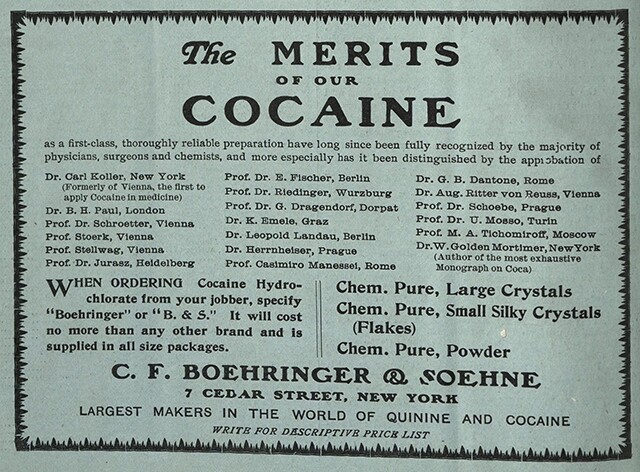 The MERITS
OF OUR
COCAINE
as a first-class, thoroughly reliable preparation have long since been fully recognized by the majority of
physicians, surgeons and chemists, and more especially has it been distinguished by the approbation of
Dr. Carl Koller, New York
(Formerly of Vienna, the first to
apply Cocaine in medicine)
Dr. B. H. Paul, London
Prof. Dr. Schroetter, Vienna
Prof. Stoerk, Vienna
Prof. Stellwag, Vienna
Prof. Dr. Jurasz, Heidelberg
Prof. Dr. E. Fischer, Berlin
Prof. Dr. Riedinger, Wurzburg
Prof. Dr. G. Dragendorf, Dorpat
Dr. K. Emele, Graz
Dr. Leopold Landau, Berlin
Dr. Herrnheiser, Prague
Prof. Casimiro Manessei, Rome
Dr. G. B. Dantone, Rome
Dr. Aug. Ritter von Reuss, Vienna
Prof. Dr. Schoebe, Prague
Prof. Dr. U. Mosso, Turin
Prof. M. A. Tichomiroff, Moscow
Dr. W. Golden Mortimer, New York
(Author of the most exhaustive
Monograph on Coca)
WHEN ORDERING Cocaine Hydro-
chlorate from your jobber, specify
"Boehringer" or "B. & S." It will cost
no more than any other brand and is
supplied in all size packages.
Chem. Pure, Large Crystals
Chem. Pure, Small Silky Crystals
(Flakes)
Chem. Pure, Powder
C. F. BOEHRINGER & SOEHNE
7 CEDAR STREET, NEW YORK
LARGEST MAKERS IN THE WORLD OF QUININE AND COCAINE
WRITE FOR DESCRIPTIVE PRICE LIST